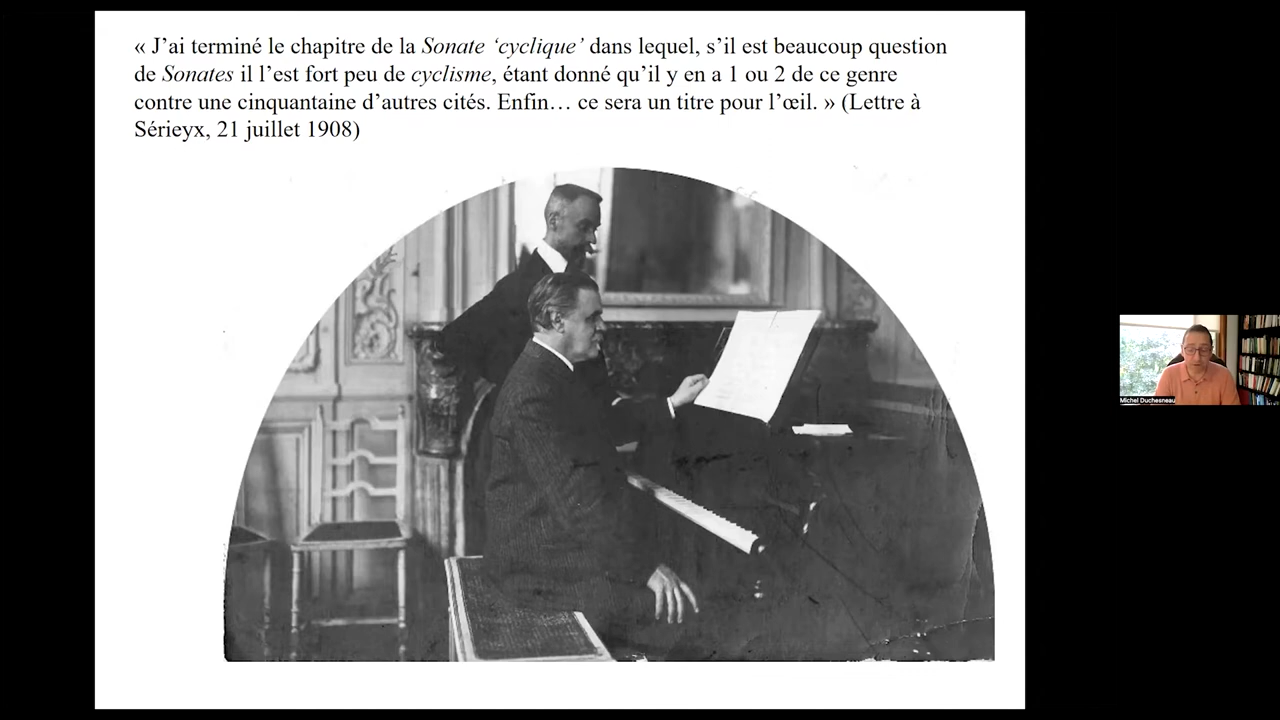 « J’ai terminé le chapitre de la Sonate ‘cyclique’ dans lequel, s’il est beaucoup question
de Sonates il l’est fort peu de cyclisme, étant donné qu’il y en a 1 ou 2 de ce genre
contre une cinquantaine d’autres cités. Enfin… ce sera un titre pour l’œil. » (Lettre à
Sérieyx, 21 juillet 1908)
Michel Duchesneau